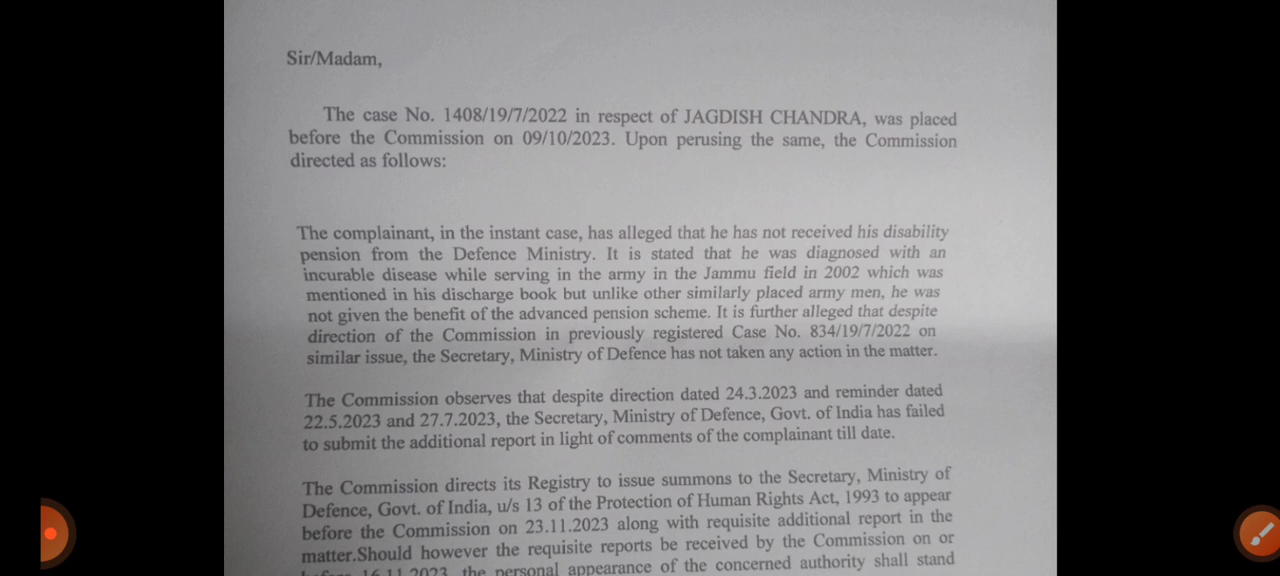 Sir/Madam,
The case No. 1408/19/7/2022 in respect of JAGDISH CHANDRA, was placed
before the Commission on 09/10/2023. Upon perusing the same, the Commission
directed as follows:
The complainant, in the instant case, has alleged that he has not received his disability
pension from the Defence Ministry. It is stated that he was diagnosed with an
incurable disease while serving in the army in the Jammu field in 2002 which was
mentioned in his discharge book but unlike other similarly placed army men, he was
not given the benefit of the advanced pension scheme. It is further alleged that despite
direction of the Commission in previously registered Case No. 834/19/7/2022 on
similar issue, the Secretary, Ministry of Defence has not taken any action in the matter.
The Commission observes that despite direction dated 24.3.2023 and reminder dated
22.5.2023 and 27.7.2023, the Secretary, Ministry of Defence, Govt. of India has failed
to submit the additional report in light of comments of the complainant till date.
The Commission directs its Registry to issue summons to the Secretary, Ministry of
Defence, Govt. of India, u/s 13 of the Protection of Human Rights Act, 1993 to appear
before the Commission on 23.11.2023 along with requisite additional report in the
matter.Should however the requisite reports be received by the Commission on or
before 16.11.2023, the personal appearance of the concerned authority shall stand